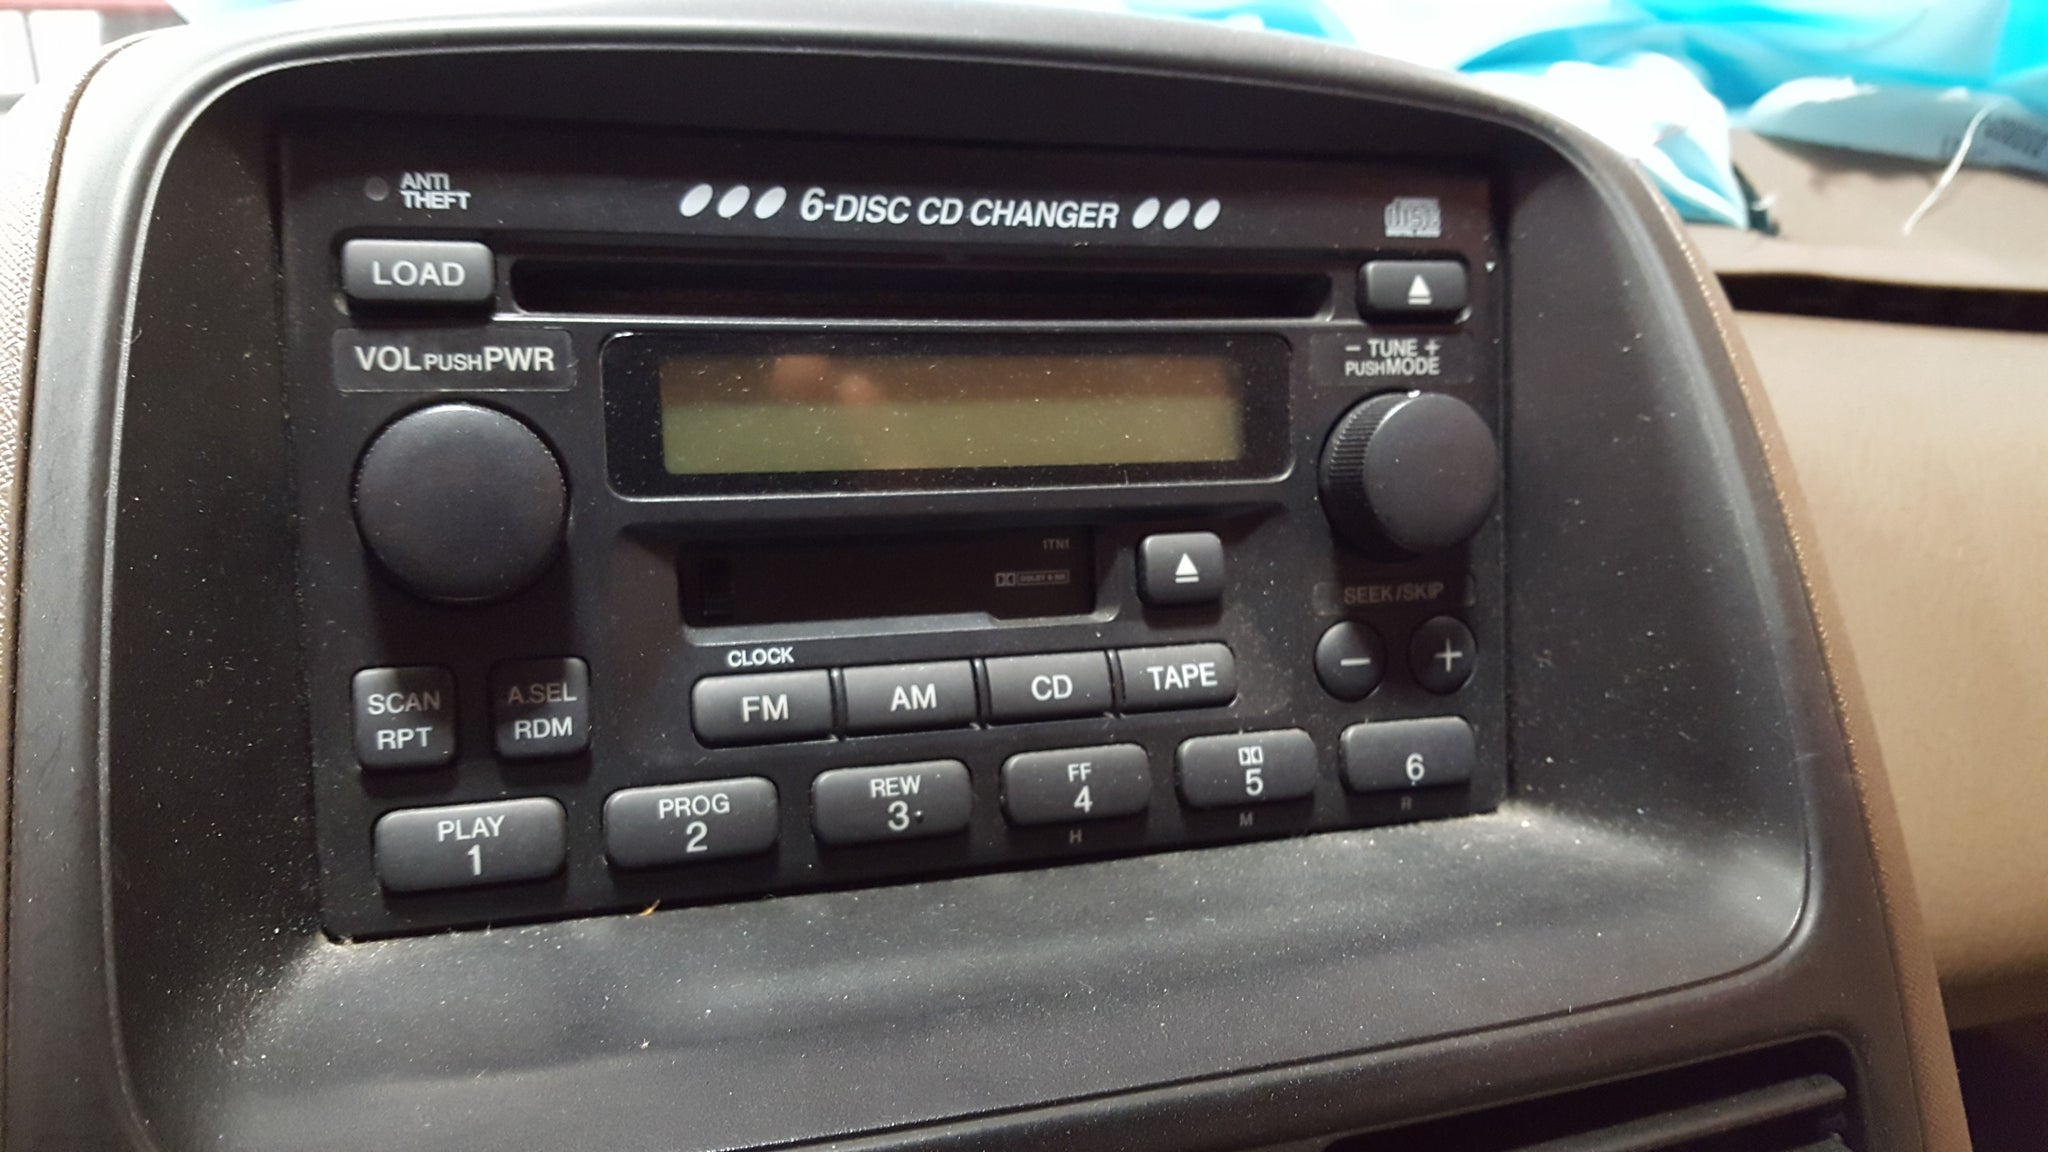 ANTI
THEFT
6-DISC CD CHANGER
disc
LOAD
VOL PUSH PWR
- TUNE +
PUSH MODE
1TN1
DOLBY B NR
SEEK/SKIP
- +
CLOCK
FM AM CD TAPE
SCAN
RPT
A.SEL
RDM
PLAY
1
PROG
2
REW
3
FF
4
5
6
H M R